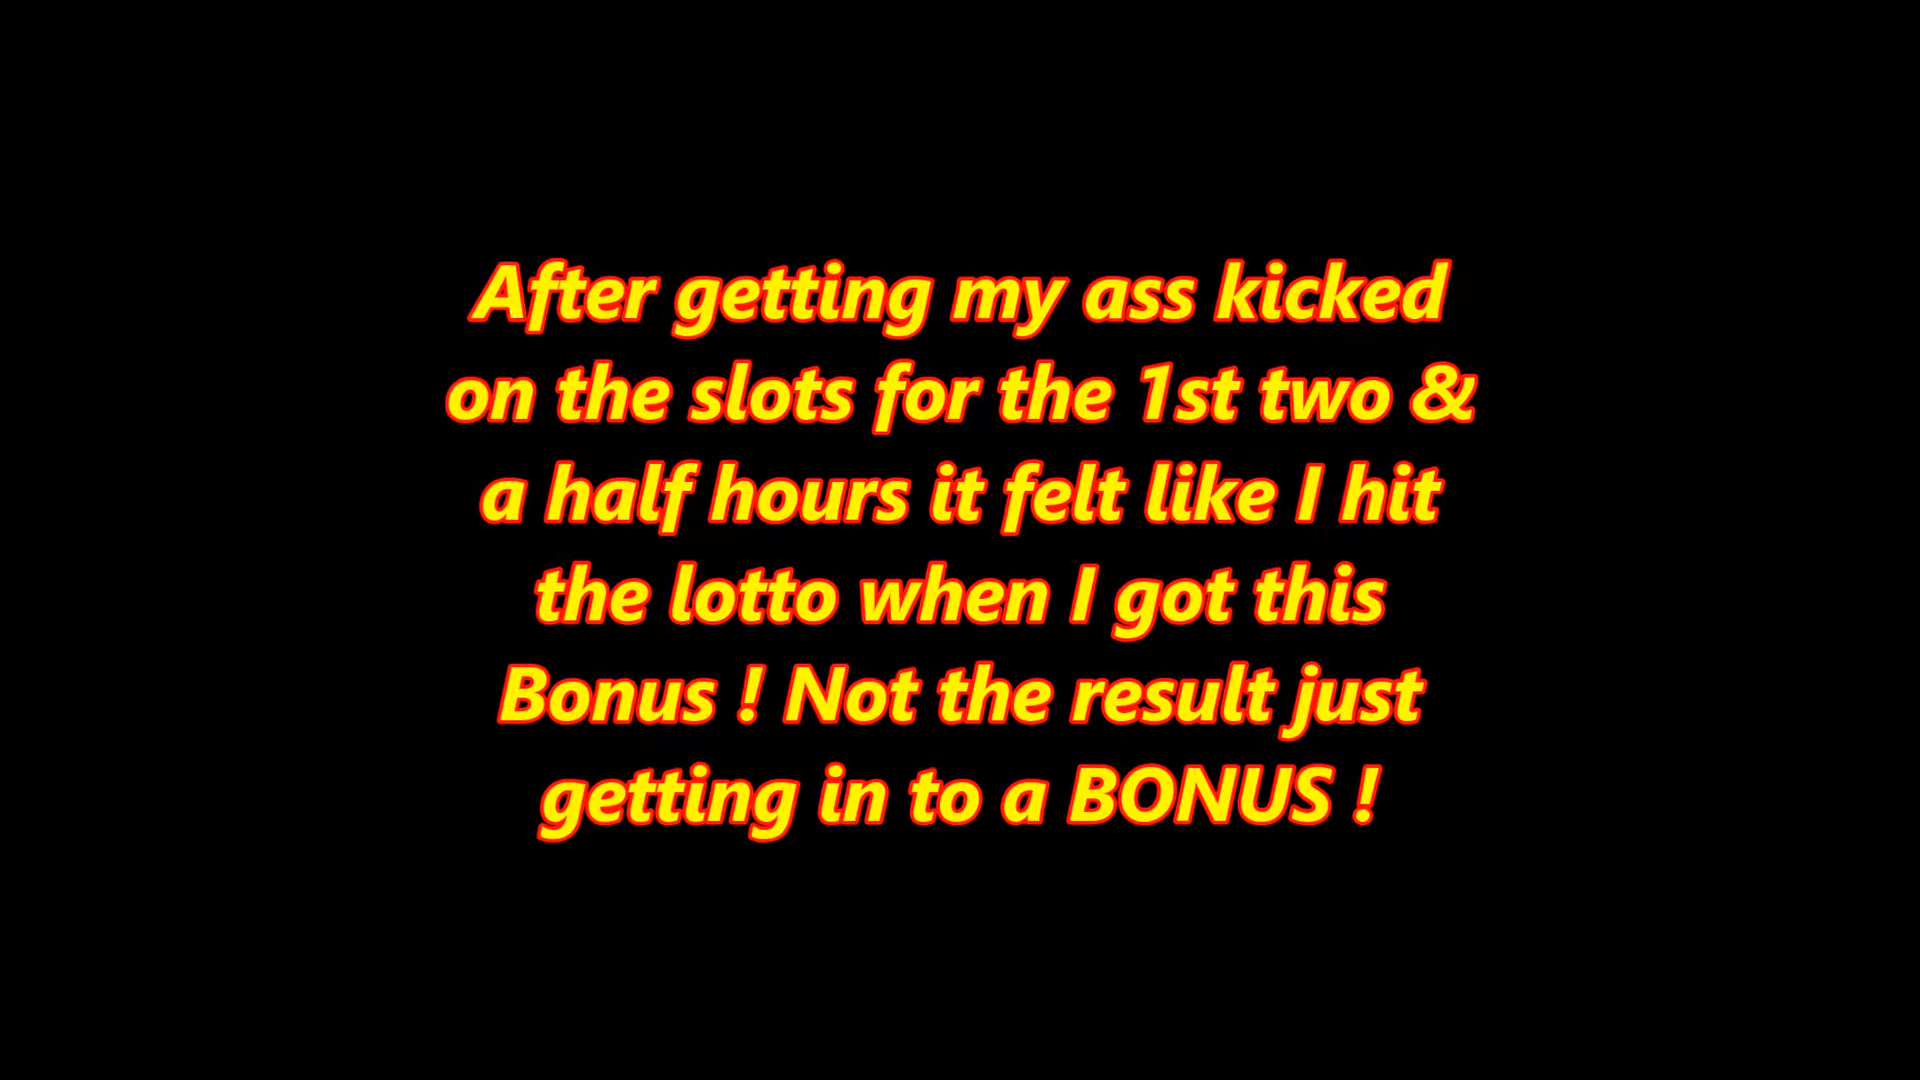 After getting my ass kicked
on the slots for the 1st two &
a half hours it felt like I hit
the lotto when I got this
Bonus ! Not the result just
getting in to a BONUS !